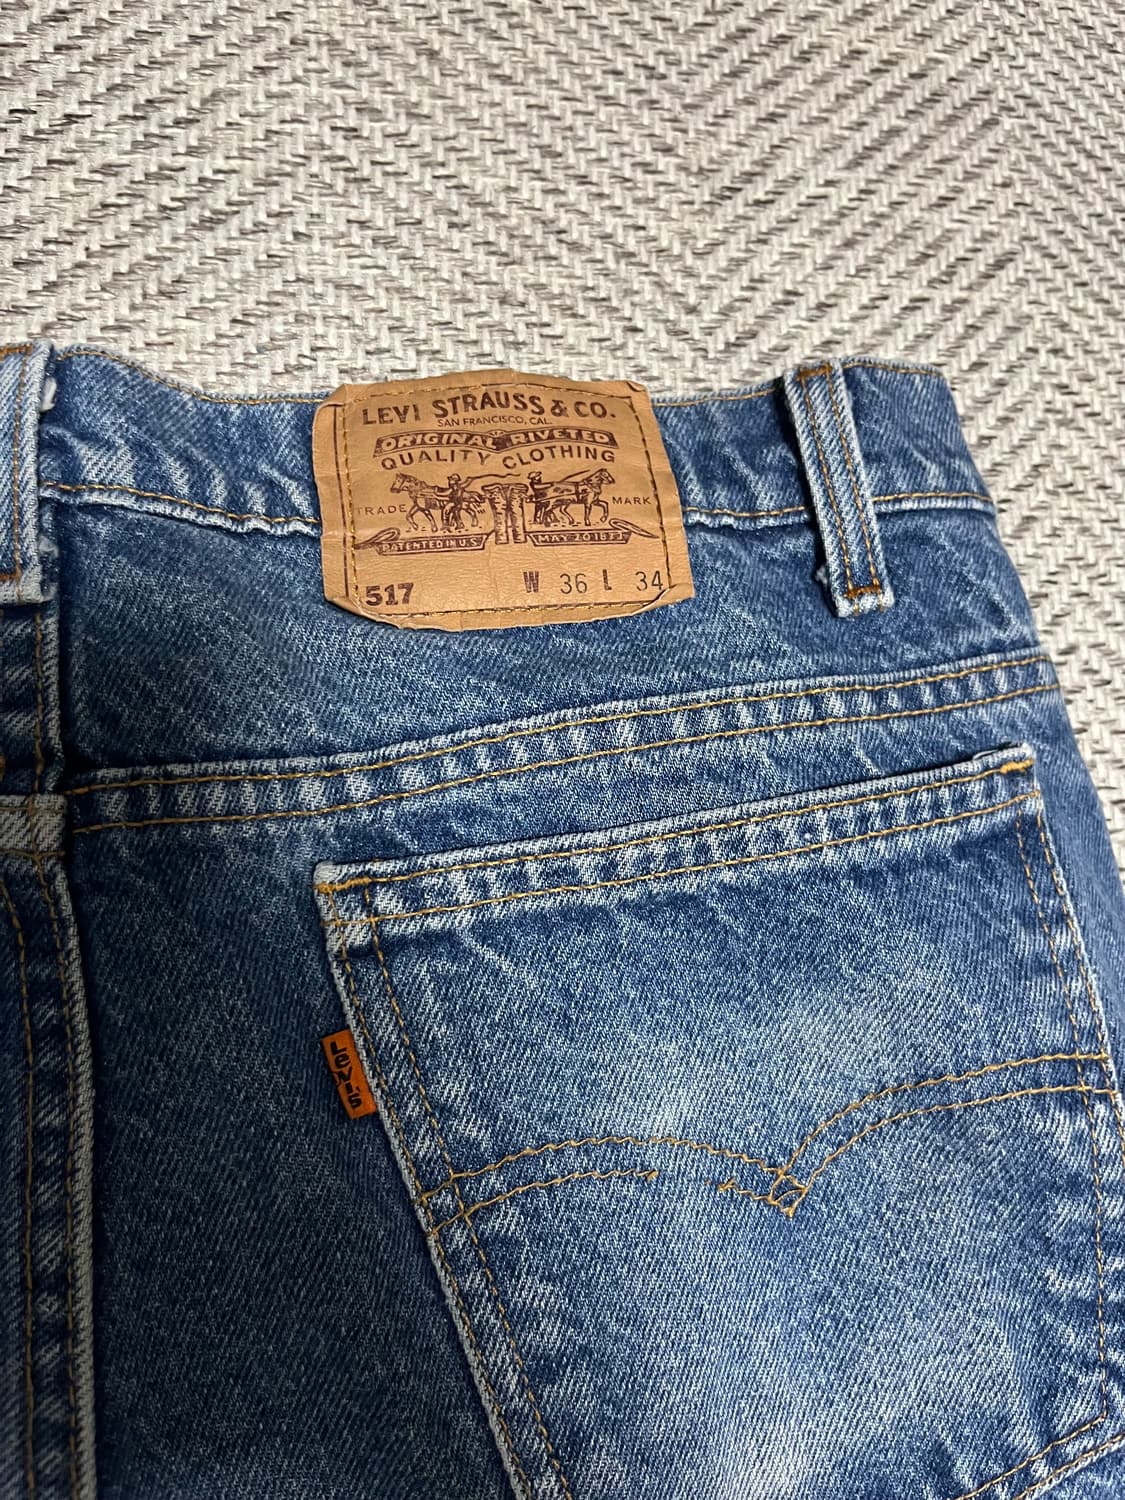 LEVI STRAUSS & CO.
SAN FRANCISCO, CAL.
ORIGINAL RIVETED
QUALITY CLOTHING
TRADE MARK
PATENTED IN U.S. MAY 20 1873
517 W 36 L 34
Levi's